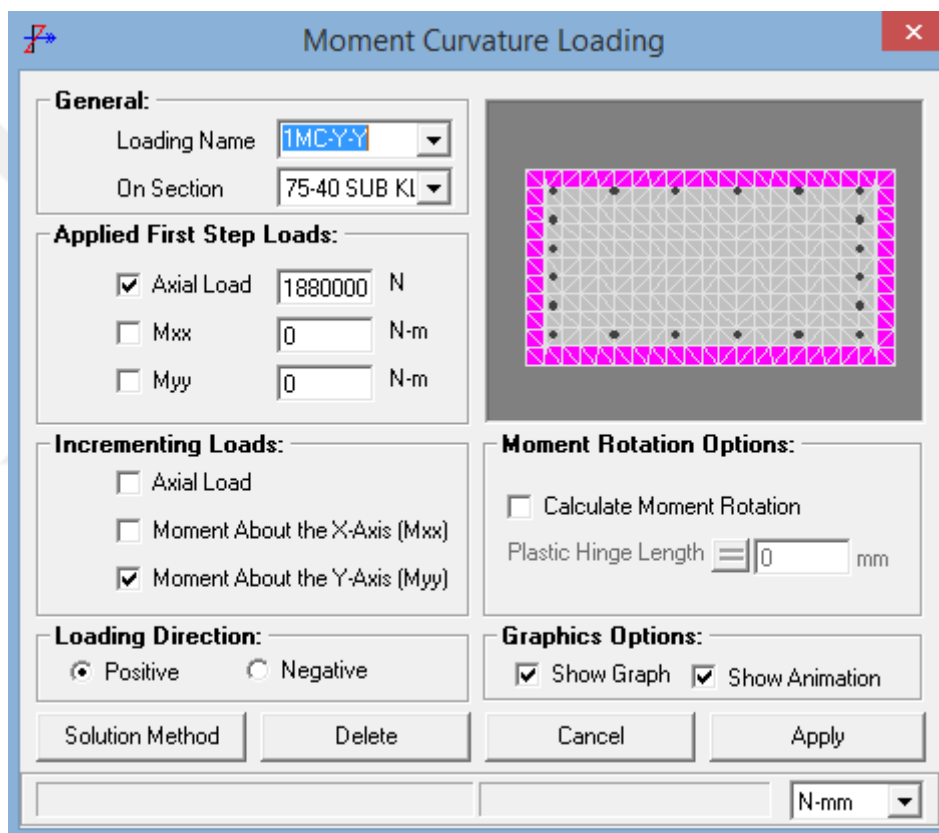 Moment Curvature Loading
General:
Loading Name 1MC-Y-Y
On Section 75-40 SUB KL
Applied First Step Loads:
Axial Load 1880000 N
Mxx 0 N-m
Myy 0 N-m
Incrementing Loads:
Axial Load
Moment About the X-Axis (Mxx)
Moment About the Y-Axis (Myy)
Moment Rotation Options:
Calculate Moment Rotation
Plastic Hinge Length = 0 mm
Loading Direction:
Positive Negative
Graphics Options:
Show Graph Show Animation
Solution Method Delete Cancel Apply
N-mm